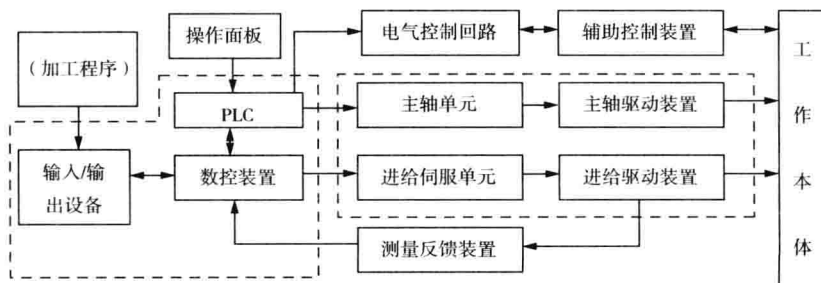 操作面板
电气控制回路
辅助控制装置
（加工程序）
PLC
主轴单元
主轴驱动装置
输入/输
出设备
数控装置
进给伺服单元
进给驱动装置
测量反馈装置
工
作
本
体